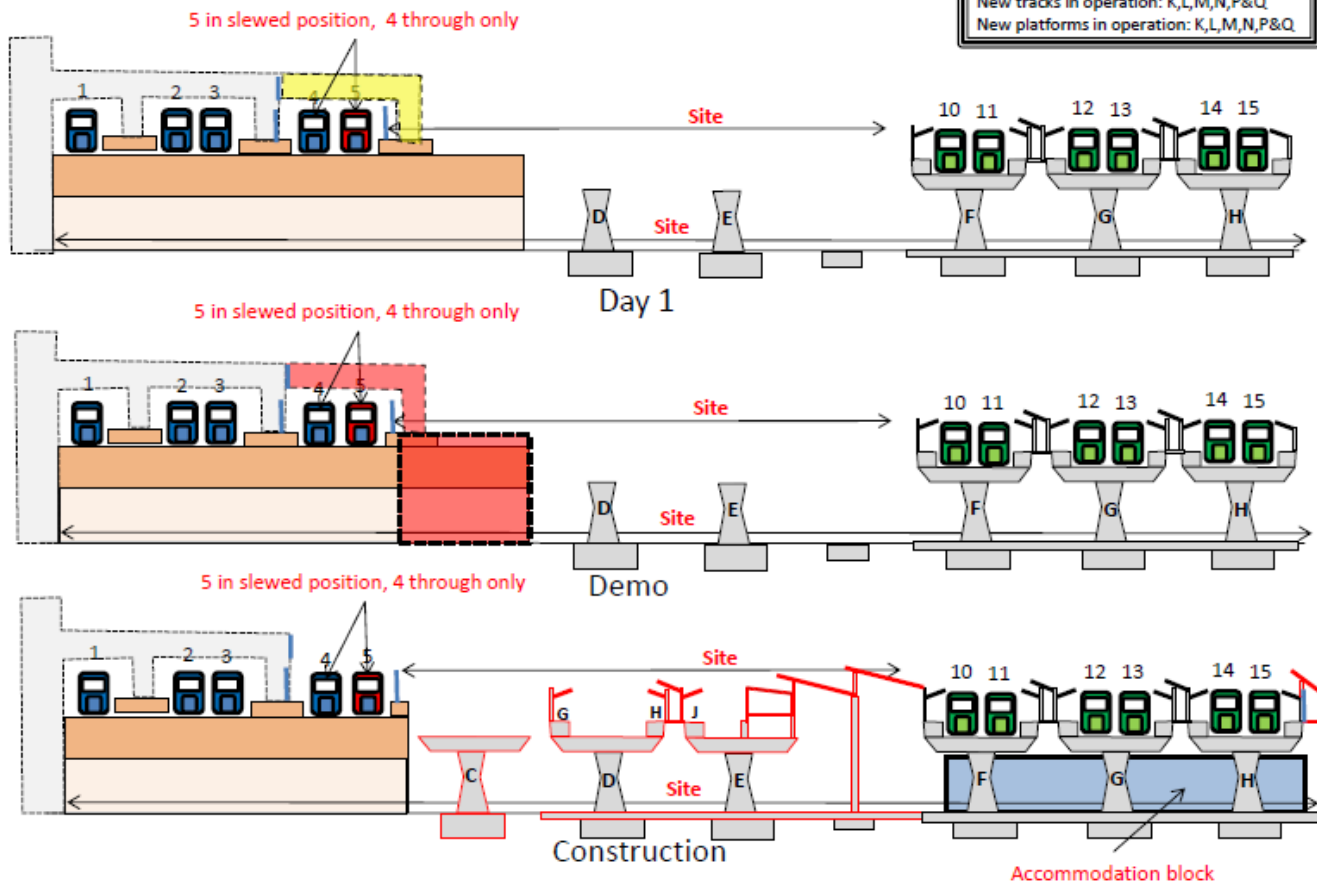 New tracks in operation: K,L,M,N,P&Q
New platforms in operation: K,L,M,N,P&Q
5 in slewed position, 4 through only
1 2 3 4 5
Site
10 11 12 13 14 15
D E F G H
Site
Day 1
5 in slewed position, 4 through only
1 2 3 4 5
Site
10 11 12 13 14 15
D E F G H
Site
Demo
5 in slewed position, 4 through only
1 2 3 4 5
Site
10 11 12 13 14 15
G H J
C D E F G H
Site
Construction
Accommodation block